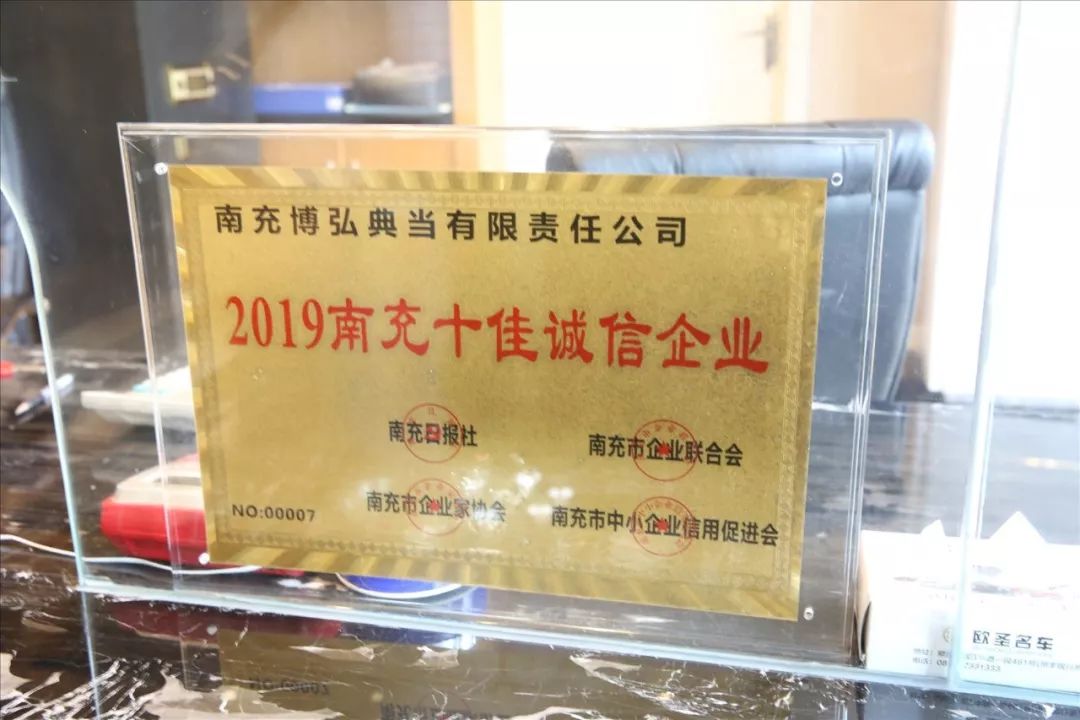 南充博弘典当有限责任公司
2019南充十佳诚信企业
南充日报社
南充市企业联合会
NO:00007
南充市企业家协会
南充市中小企业信用促进会
欧圣名车